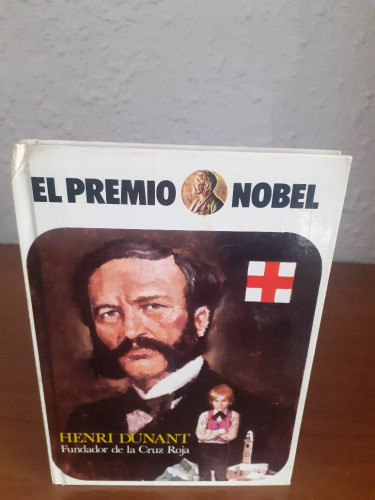 EL PREMIO NOBEL
HENRI DUNANT
Fundador de la Cruz Roja